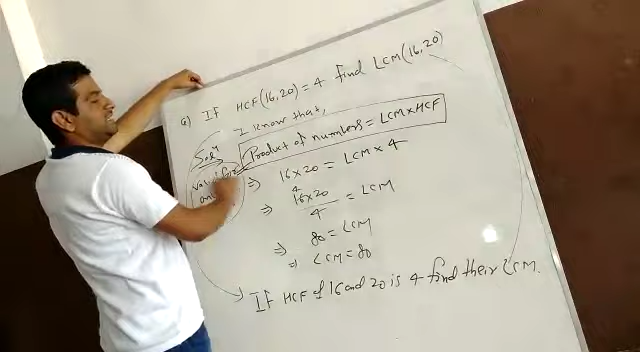 Q) If HCF(16,20) = 4 find LCM(16,20)
I know that,
Solⁿ
Product of numbers = LCM×HCF
⇒ 16×20 = LCM × 4
⇒ 4
16×20 = LCM
4
⇒ 80 = LCM
⇒ LCM = 80
If HCF of 16 and 20 is 4 find their LCM.